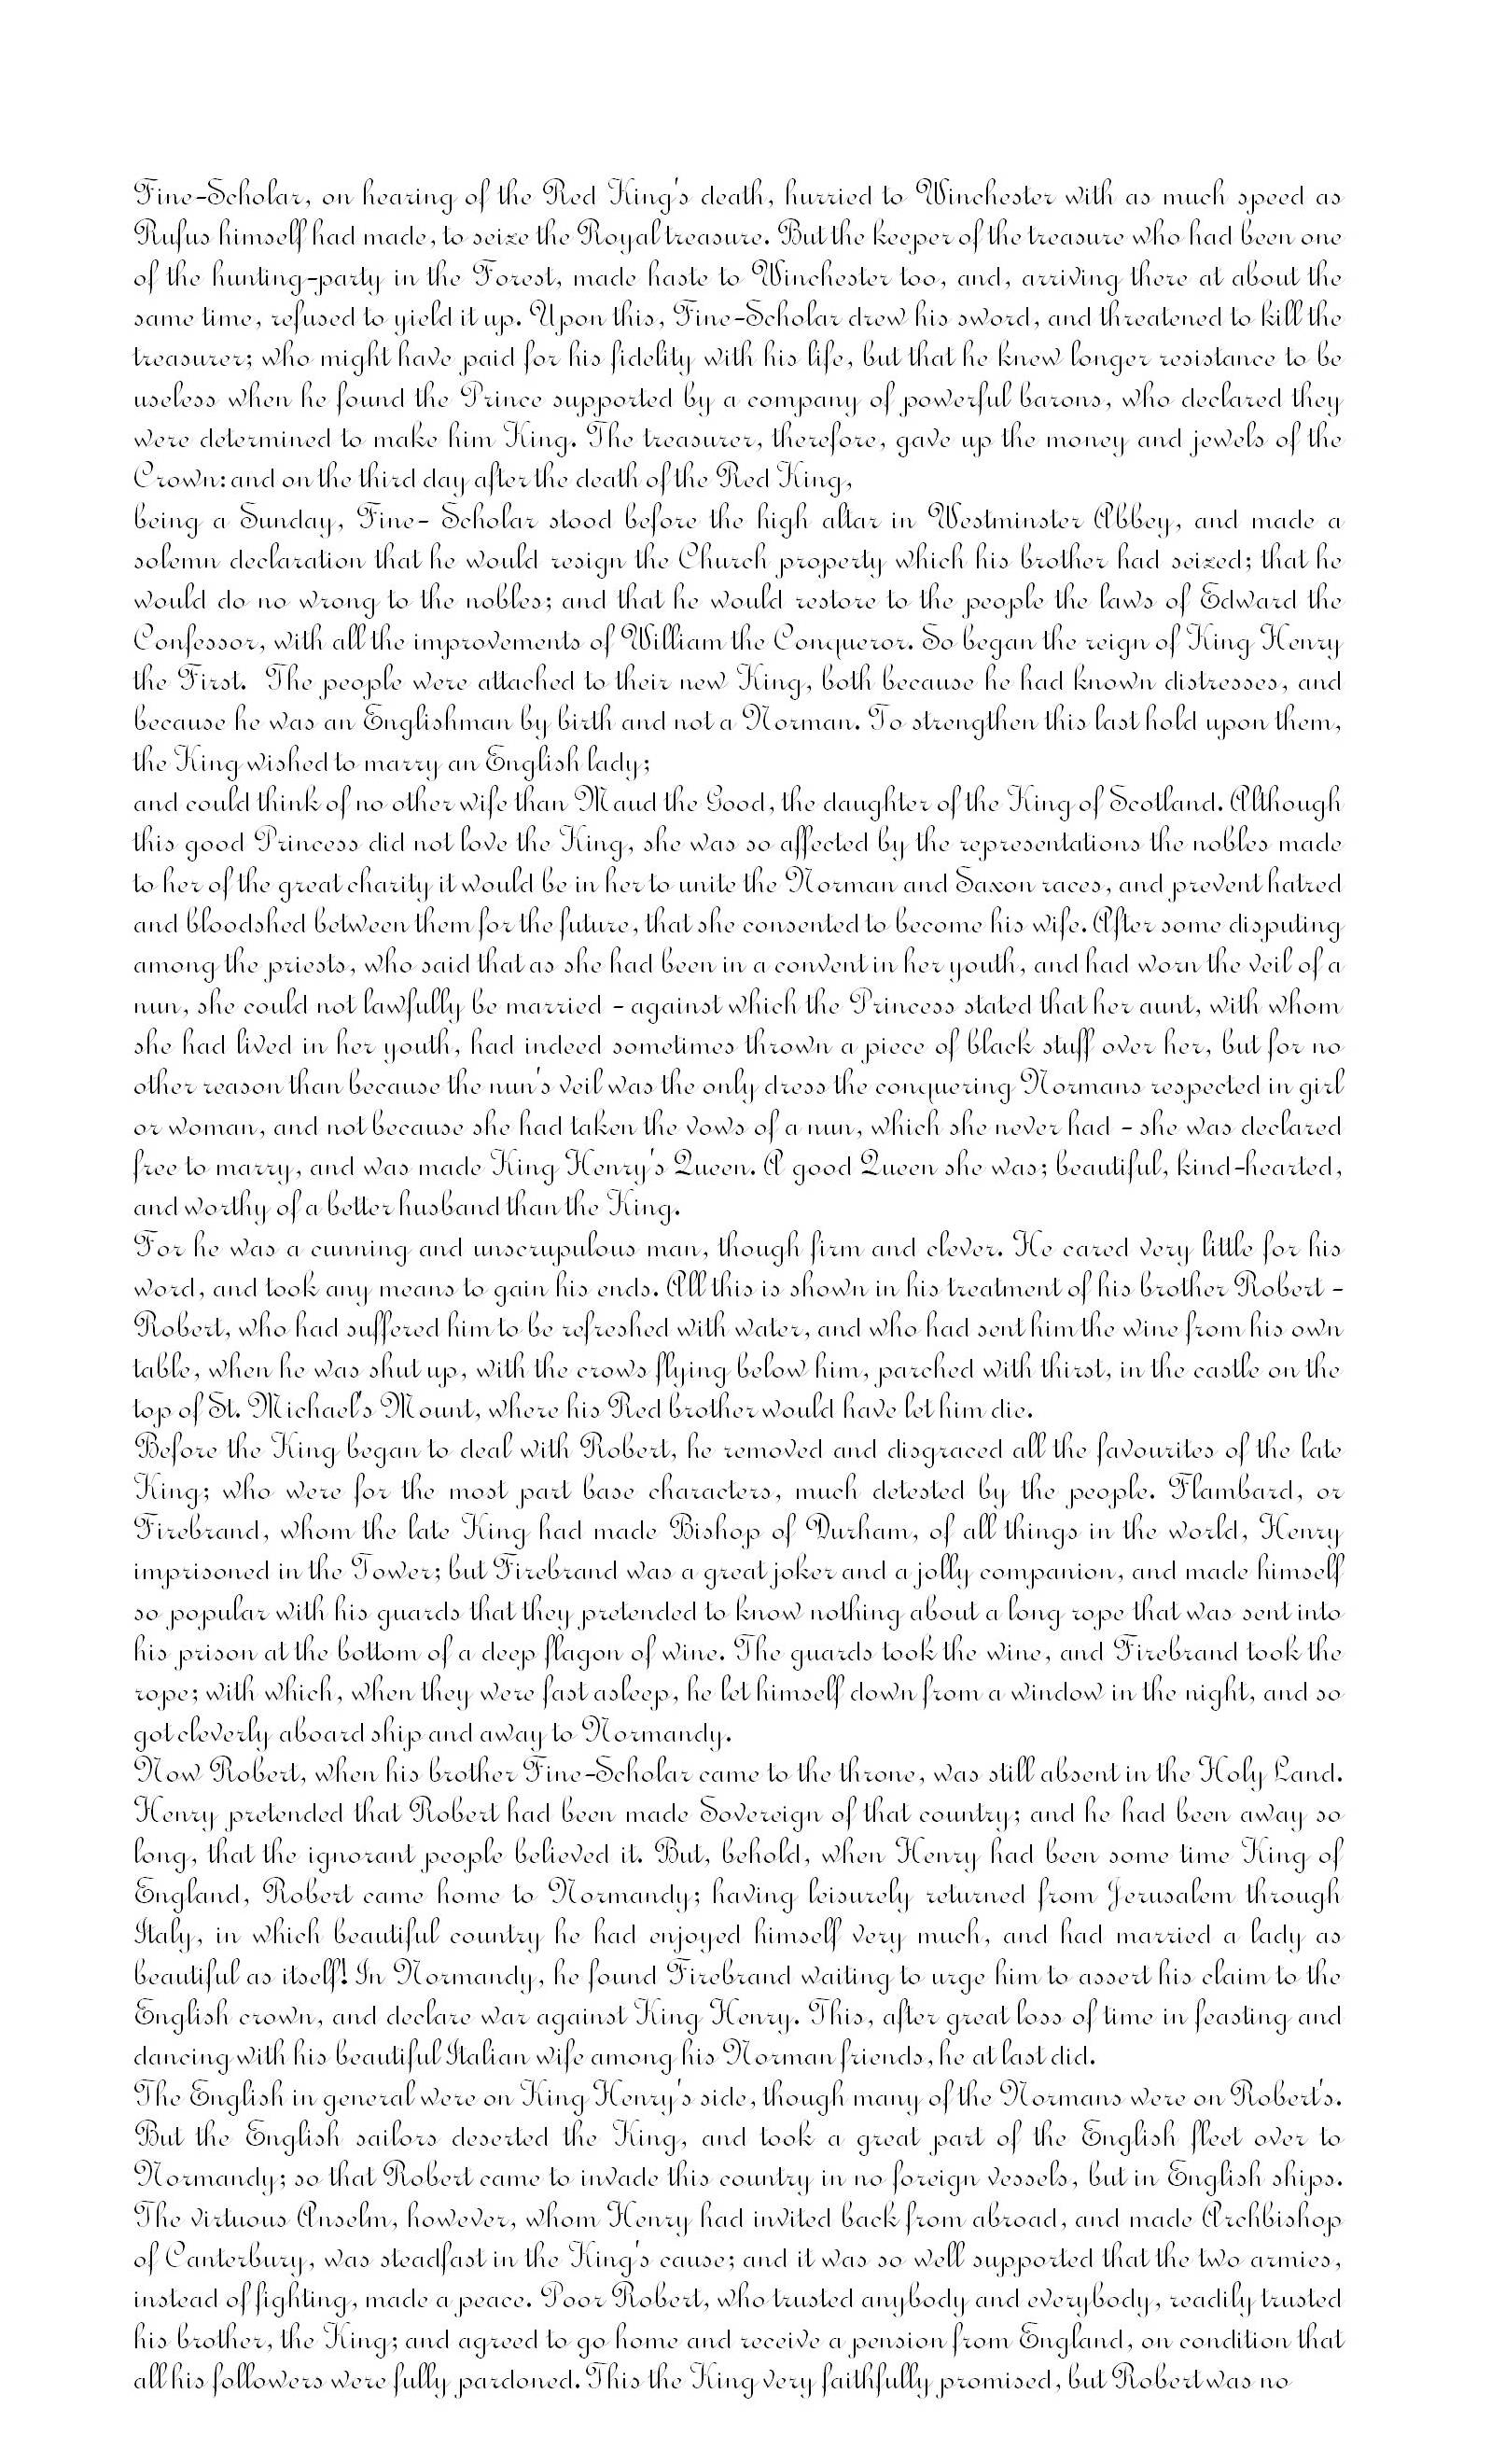 Fine-Scholar, on hearing of the Red King's death, hurried to Winchester with as much speed as
Rufus himself had made, to seize the Royal treasure. But the keeper of the treasure who had been one
of the hunting-party in the Forest, made haste to Winchester too, and, arriving there at about the
same time, refused to yield it up. Upon this, Fine-Scholar drew his sword, and threatened to kill the
treasurer; who might have paid for his fidelity with his life, but that he knew longer resistance to be
useless when he found the Prince supported by a company of powerful barons, who declared they
were determined to make him King. The treasurer, therefore, gave up the money and jewels of the
Crown: and on the third day after the death of the Red King,
being a Sunday, Fine- Scholar stood before the high altar in Westminster Abbey, and made a
solemn declaration that he would resign the Church property which his brother had seized; that he
would do no wrong to the nobles; and that he would restore to the people the laws of Edward the
Confessor, with all the improvements of William the Conqueror. So began the reign of King Henry
the First. The people were attached to their new King, both because he had known distresses, and
because he was an Englishman by birth and not a Norman. To strengthen this last hold upon them,
the King wished to marry an English lady;
and could think of no other wife than Maud the Good, the daughter of the King of Scotland. Although
this good Princess did not love the King, she was so affected by the representations the nobles made
to her of the great charity it would be in her to unite the Norman and Saxon races, and prevent hatred
and bloodshed between them for the future, that she consented to become his wife. After some disputing
among the priests, who said that as she had been in a convent in her youth, and had worn the veil of a
nun, she could not lawfully be married - against which the Princess stated that her aunt, with whom
she had lived in her youth, had indeed sometimes thrown a piece of black stuff over her, but for no
other reason than because the nun's veil was the only dress the conquering Normans respected in girl
or woman, and not because she had taken the vows of a nun, which she never had - she was declared
free to marry, and was made King Henry's Queen. A good Queen she was; beautiful, kind-hearted,
and worthy of a better husband than the King.
For he was a cunning and unscrupulous man, though firm and clever. He cared very little for his
word, and took any means to gain his ends. All this is shown in his treatment of his brother Robert -
Robert, who had suffered him to be refreshed with water, and who had sent him the wine from his own
table, when he was shut up, with the crows flying below him, parched with thirst, in the castle on the
top of St. Michael's Mount, where his Red brother would have let him die.
Before the King began to deal with Robert, he removed and disgraced all the favourites of the late
King; who were for the most part base characters, much detested by the people. Flambard, or
Firebrand, whom the late King had made Bishop of Durham, of all things in the world, Henry
imprisoned in the Tower; but Firebrand was a great joker and a jolly companion, and made himself
so popular with his guards that they pretended to know nothing about a long rope that was sent into
his prison at the bottom of a deep flagon of wine. The guards took the wine, and Firebrand took the
rope; with which, when they were fast asleep, he let himself down from a window in the night, and so
got cleverly aboard ship and away to Normandy.
Now Robert, when his brother Fine-Scholar came to the throne, was still absent in the Holy Land.
Henry pretended that Robert had been made Sovereign of that country; and he had been away so
long, that the ignorant people believed it. But, behold, when Henry had been some time King of
England, Robert came home to Normandy; having leisurely returned from Jerusalem through
Italy, in which beautiful country he had enjoyed himself very much, and had married a lady as
beautiful as itself! In Normandy, he found Firebrand waiting to urge him to assert his claim to the
English crown, and declare war against King Henry. This, after great loss of time in feasting and
dancing with his beautiful Italian wife among his Norman friends, he at last did.
The English in general were on King Henry's side, though many of the Normans were on Robert's.
But the English sailors deserted the King, and took a great part of the English fleet over to
Normandy; so that Robert came to invade this country in no foreign vessels, but in English ships.
The virtuous Anselm, however, whom Henry had invited back from abroad, and made Archbishop
of Canterbury, was steadfast in the King's cause; and it was so well supported that the two armies,
instead of fighting, made a peace. Poor Robert, who trusted anybody and everybody, readily trusted
his brother, the King; and agreed to go home and receive a pension from England, on condition that
all his followers were fully pardoned. This the King very faithfully promised, but Robert was no